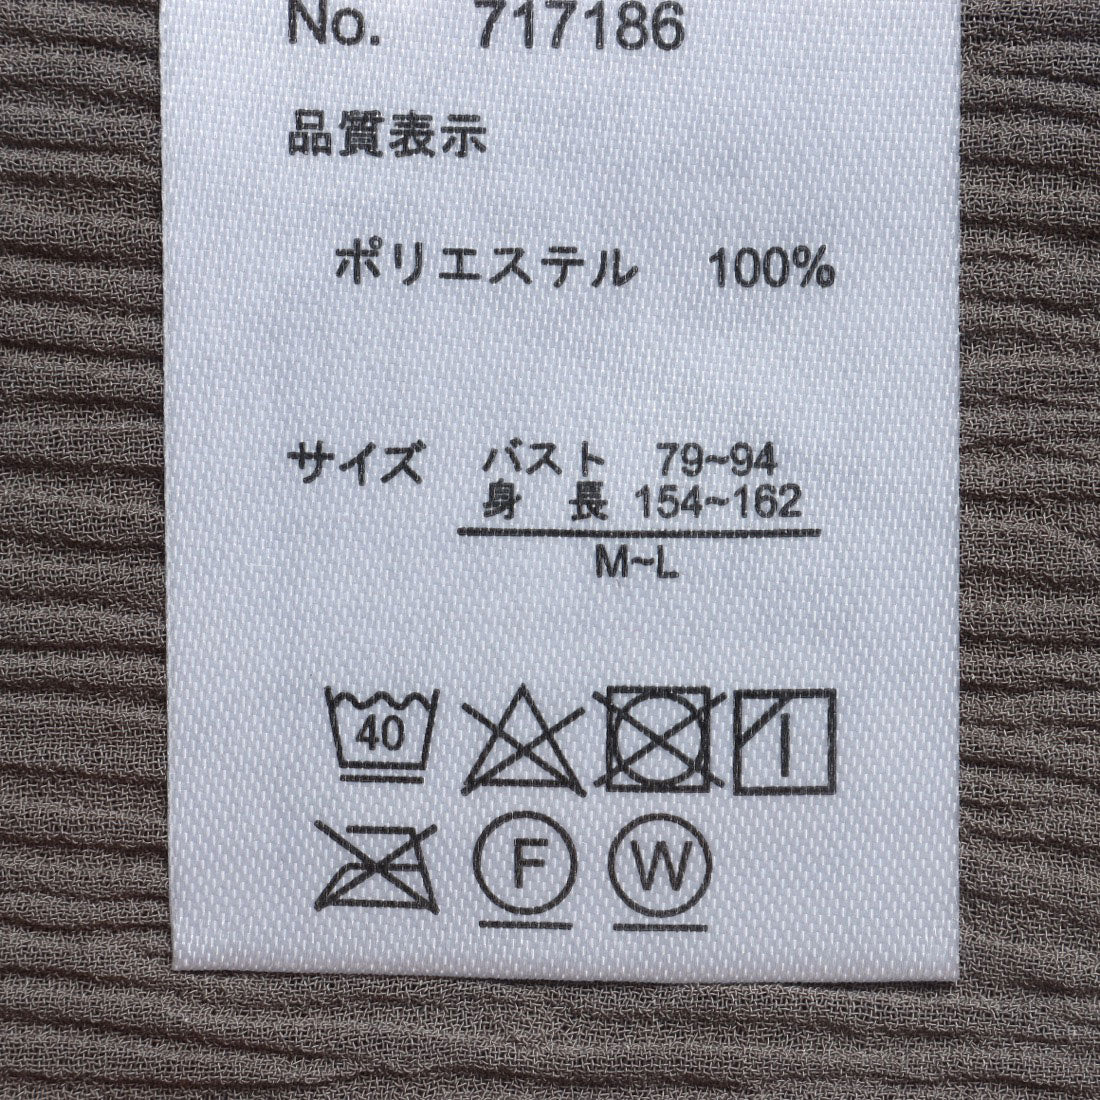 No. 717186
品質表示
ポリエステル 100%
サイズ バスト 79~94
身長 154~162
M~L
40
F W